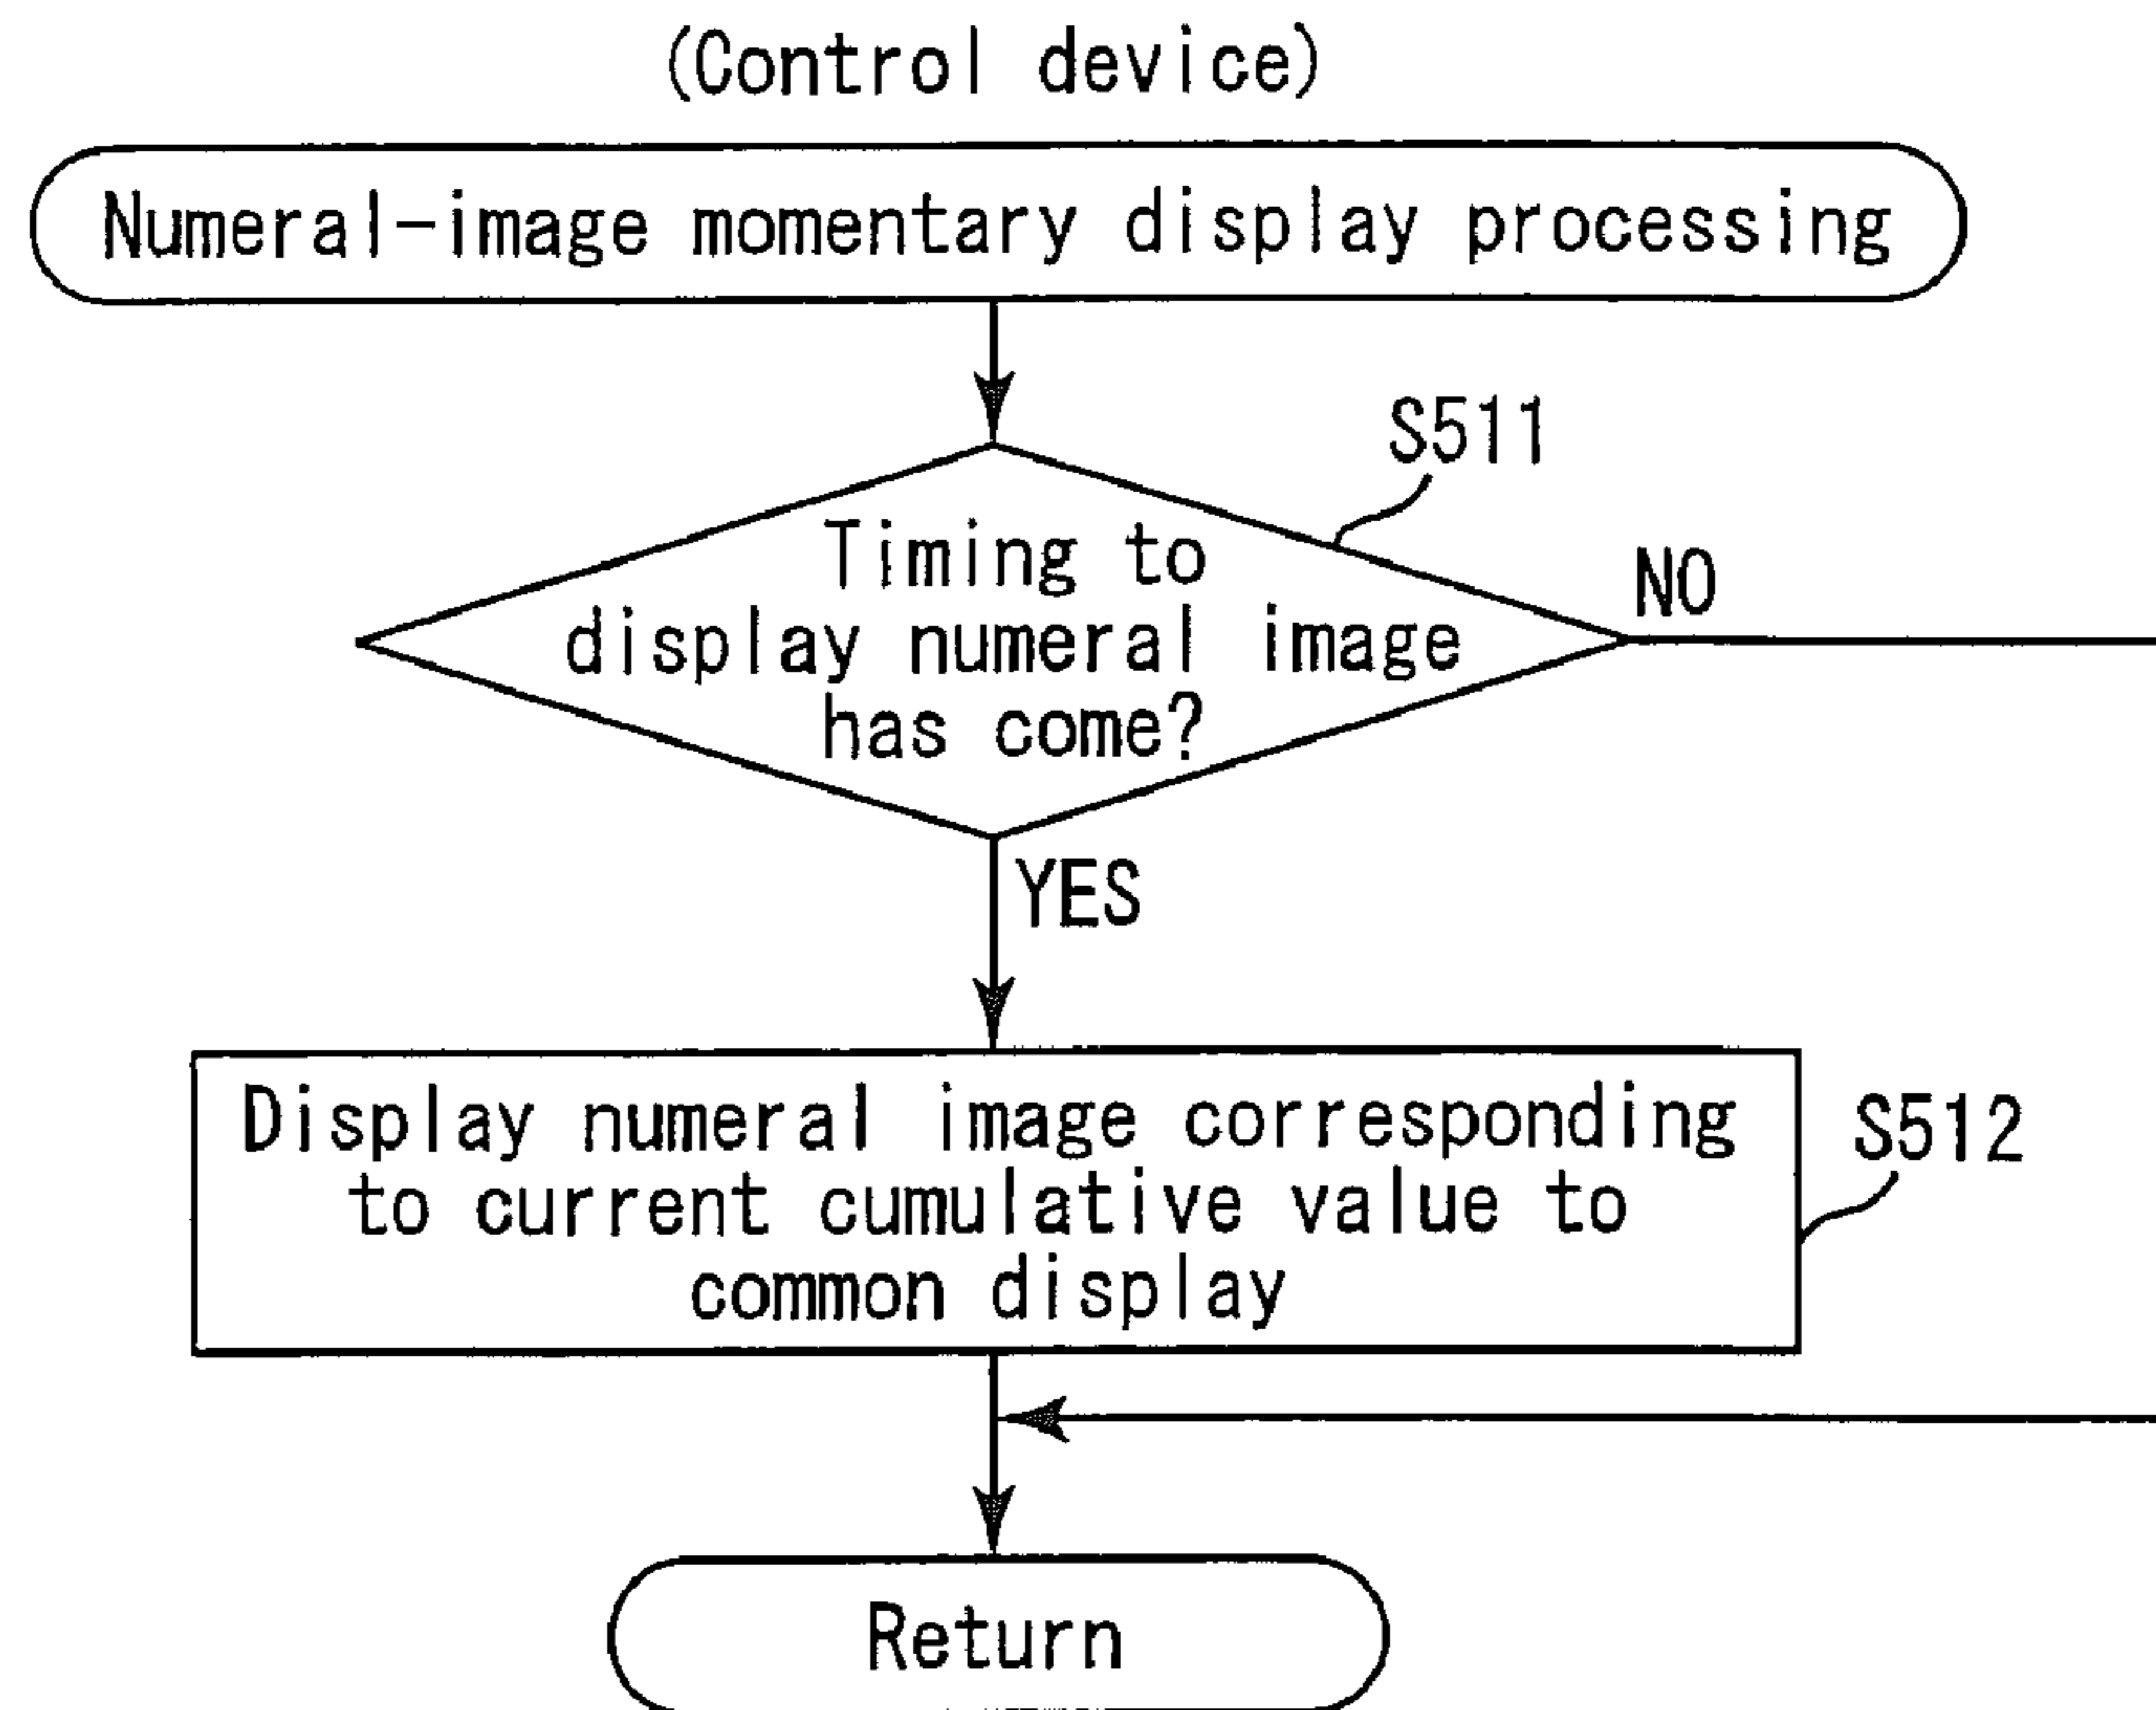 (Control device)
Numeral-image momentary display processing
S511
Timing to
display numeral image
has come?
NO
YES
Display numeral image corresponding
to current cumulative value to
common display
S512
Return